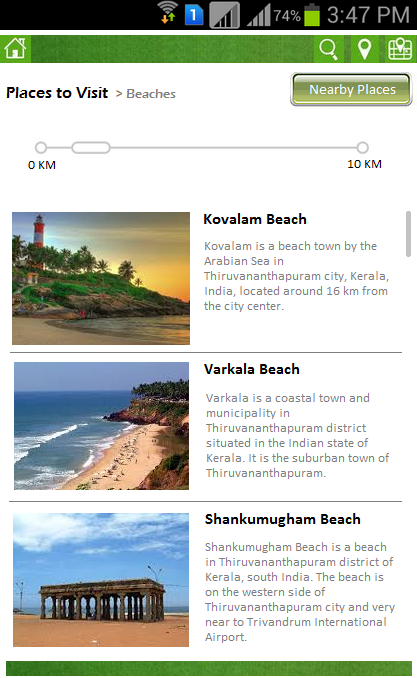 1 74% 3:47 PM
Places to Visit > Beaches
Nearby Places
0 KM
10 KM
Kovalam Beach
Kovalam is a beach town by the
Arabian Sea in
Thiruvananthapuram city, Kerala,
India, located around 16 km from
the city center.
Varkala Beach
Varkala is a coastal town and
municipality in
Thiruvananthapuram district
situated in the Indian state of
Kerala. It is the suburban town of
Thiruvananthapuram.
Shankumugham Beach
Shankumugham Beach is a beach
in Thiruvananthapuram district of
Kerala, south India. The beach is
on the western side of
Thiruvananthapuram city and very
near to Trivandrum International
Airport.